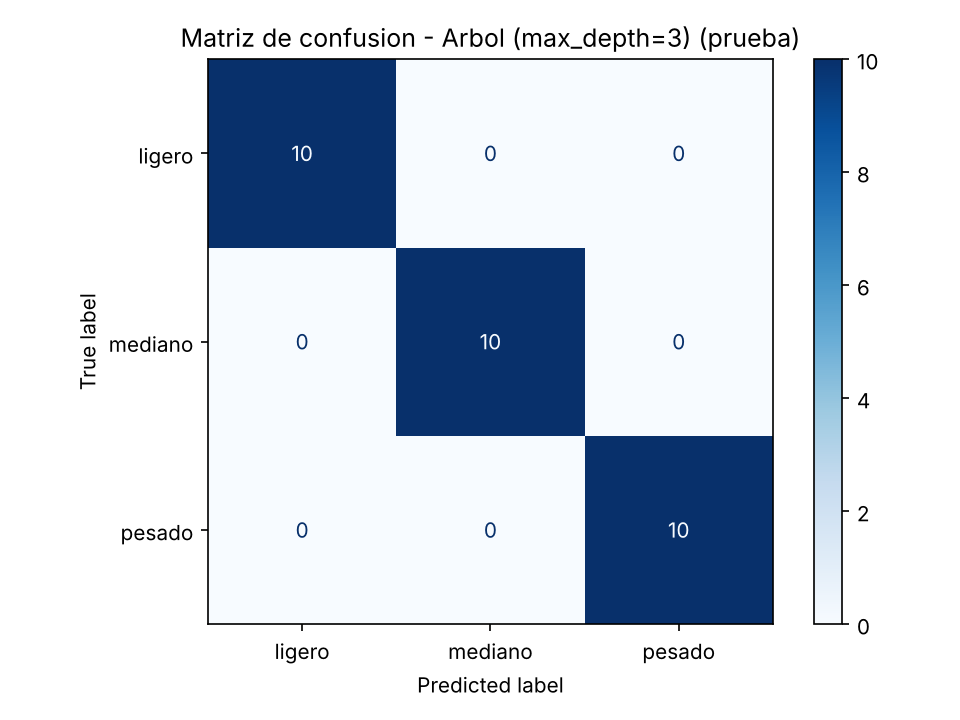 Matriz de confusion - Arbol (max_depth=3) (prueba)
10
8
6
4
2
0
True label
ligero
10
0
0
mediano
0
10
0
pesado
0
0
10
ligero
mediano
pesado
Predicted label